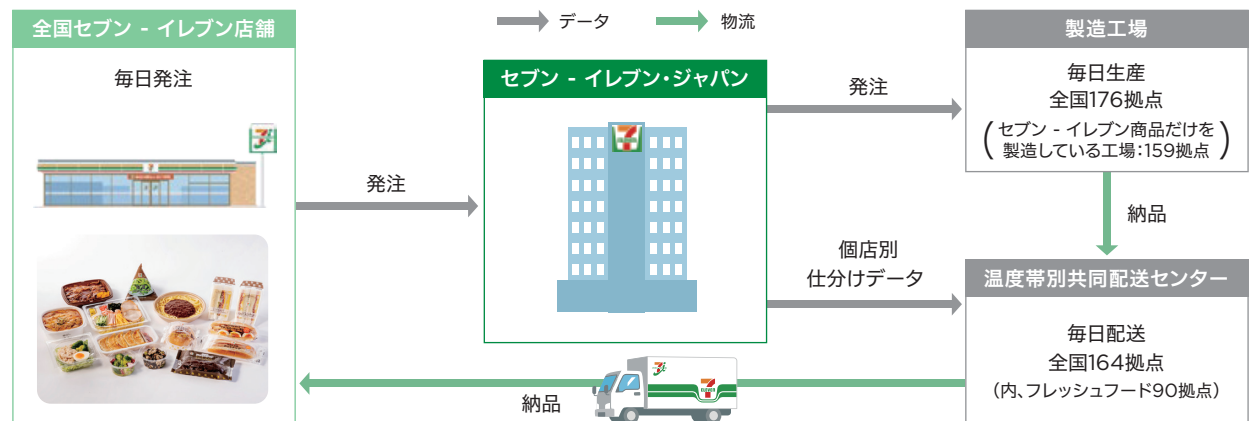 全国セブン - イレブン店舗
毎日発注
データ
物流
発注
セブン - イレブン・ジャパン
発注
個店別
仕分けデータ
製造工場
毎日生産
全国176拠点
(セブン - イレブン商品だけを
製造している工場:159拠点)
納品
温度帯別共同配送センター
毎日配送
全国164拠点
(内、フレッシュフード90拠点)
納品